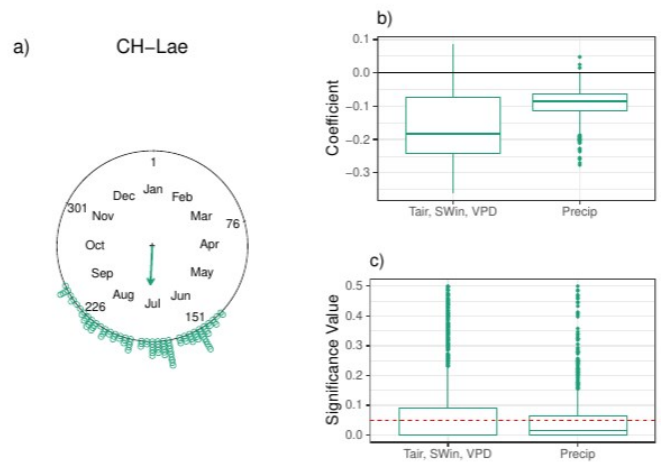 a)
CH−Lae
1
Dec Jan Feb
301
Nov Mar
76
Oct Apr
Sep May
Aug Jul Jun
226
151
b)
Coefficient
0.1
0.0
−0.1
−0.2
−0.3
Tair, SWin, VPD Precip
c)
Significance Value
0.5
0.4
0.3
0.2
0.1
0.0
Tair, SWin, VPD Precip